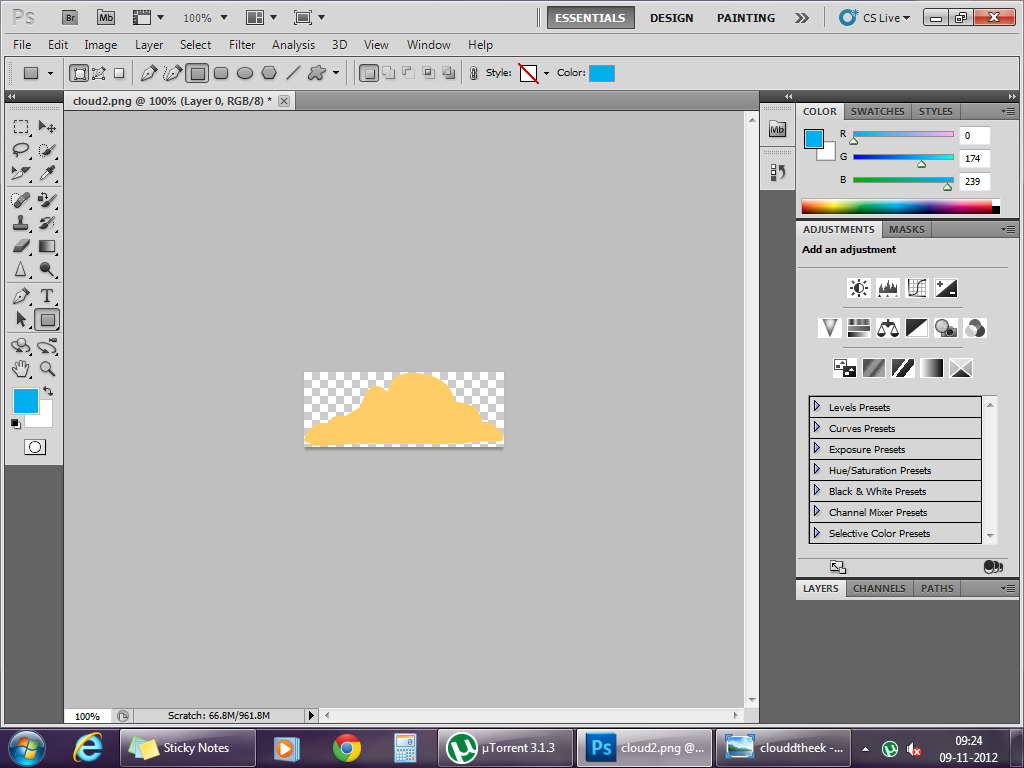 Ps Br Mb 100% ESSENTIALS DESIGN PAINTING CS Live
File Edit Image Layer Select Filter Analysis 3D View Window Help
Style: Color:
cloud2.png @ 100% (Layer 0, RGB/8) *
COLOR SWATCHES STYLES
Mb
R 0
G 174
B 239
ADJUSTMENTS MASKS
Add an adjustment
T
Levels Presets
Curves Presets
Exposure Presets
Hue/Saturation Presets
Black & White Presets
Channel Mixer Presets
Selective Color Presets
LAYERS CHANNELS PATHS
100% Scratch: 66.8M/961.8M
Sticky Notes µTorrent 3.1.3 Ps cloud2.png @... clouddtheek -... 09:24
09-11-2012